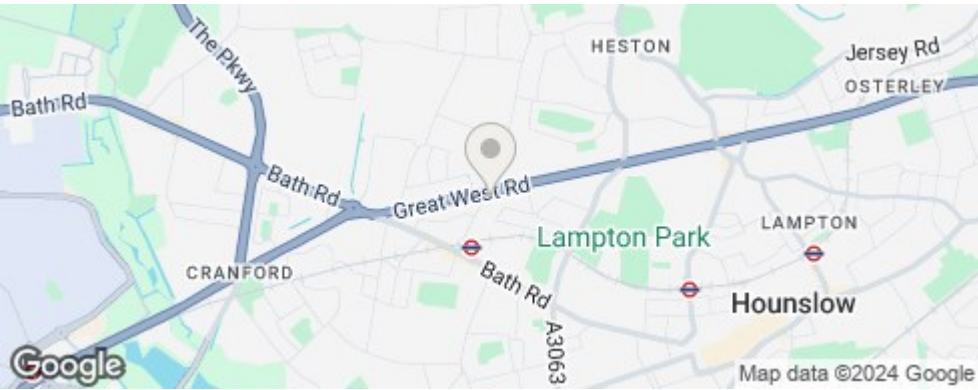 The Pkwy
HESTON
Jersey Rd
OSTERLEY
Bath Rd
Bath Rd
Great West Rd
Lampton Park
LAMPTON
CRANFORD
Bath Rd
Hounslow
A3063
Google
Map data ©2024 Google